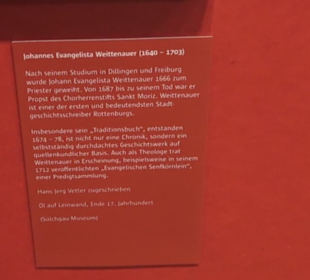 Johannes Evangelista Weittenauer (1640 – 1703)
Nach seinem Studium in Dillingen und Freiburg
wurde Johann Evangelista Weittenauer 1666 zum
Priester geweiht. Von 1687 bis zu seinem Tod war er
Propst des Chorherrenstifts Sankt Moriz. Weittenauer
ist einer der ersten und bedeutendsten Stadt-
geschichtsschreiber Rottenburgs.
Insbesondere sein „Traditionsbuch“, entstanden
1674 – 78, ist nicht nur eine Chronik, sondern ein
selbstständig durchdachtes Geschichtswerk auf
quellenkundlicher Basis. Auch als Theologe trat
Weittenauer in Erscheinung, beispielsweise in seinem
1712 veröffentlichten „Evangelischen Senfkörnlein“,
einer Predigtsammlung.
Hans Jerg Vetter zugeschrieben
Öl auf Leinwand, Ende 17. Jahrhundert
(Sülchgau Museum)